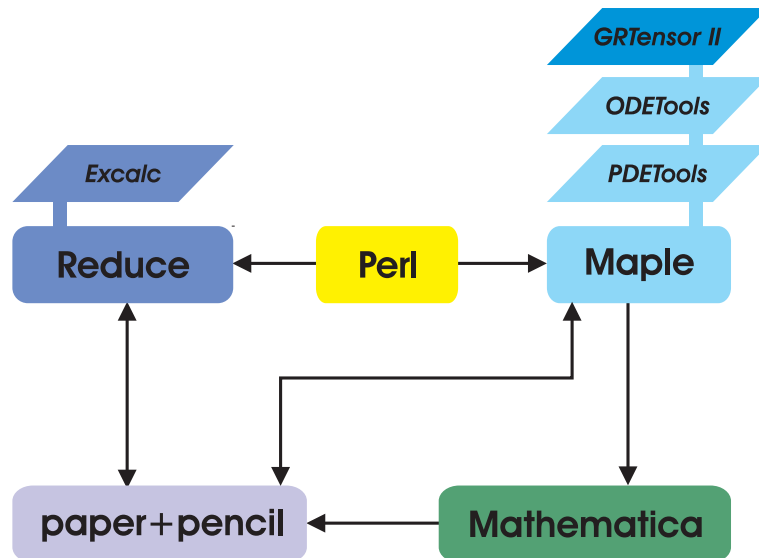 GRTensor II
ODETools
Excalc
PDETools
Reduce
Perl
Maple
paper+pencil
Mathematica